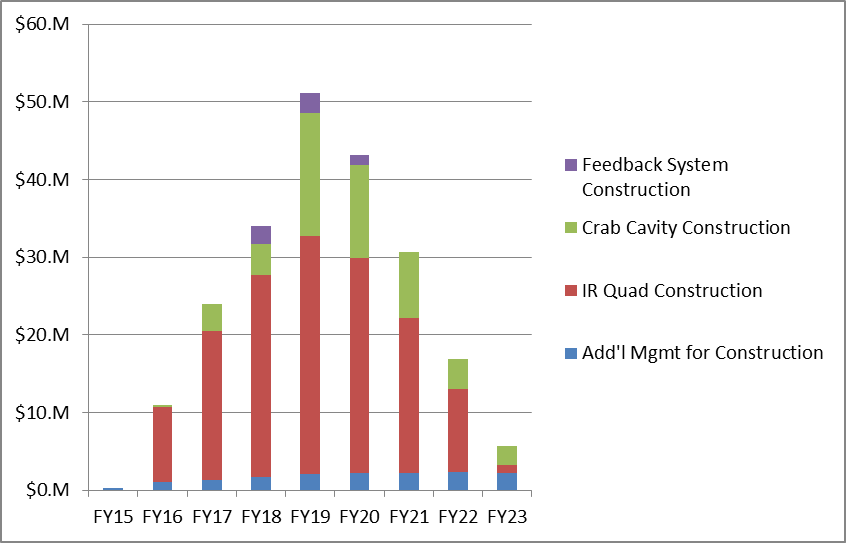 $60.M
$50.M
$40.M
$30.M
$20.M
$10.M
$0.M
FY15 FY16 FY17 FY18 FY19 FY20 FY21 FY22 FY23
Feedback System
Construction
Crab Cavity Construction
IR Quad Construction
Add'l Mgmt for Construction